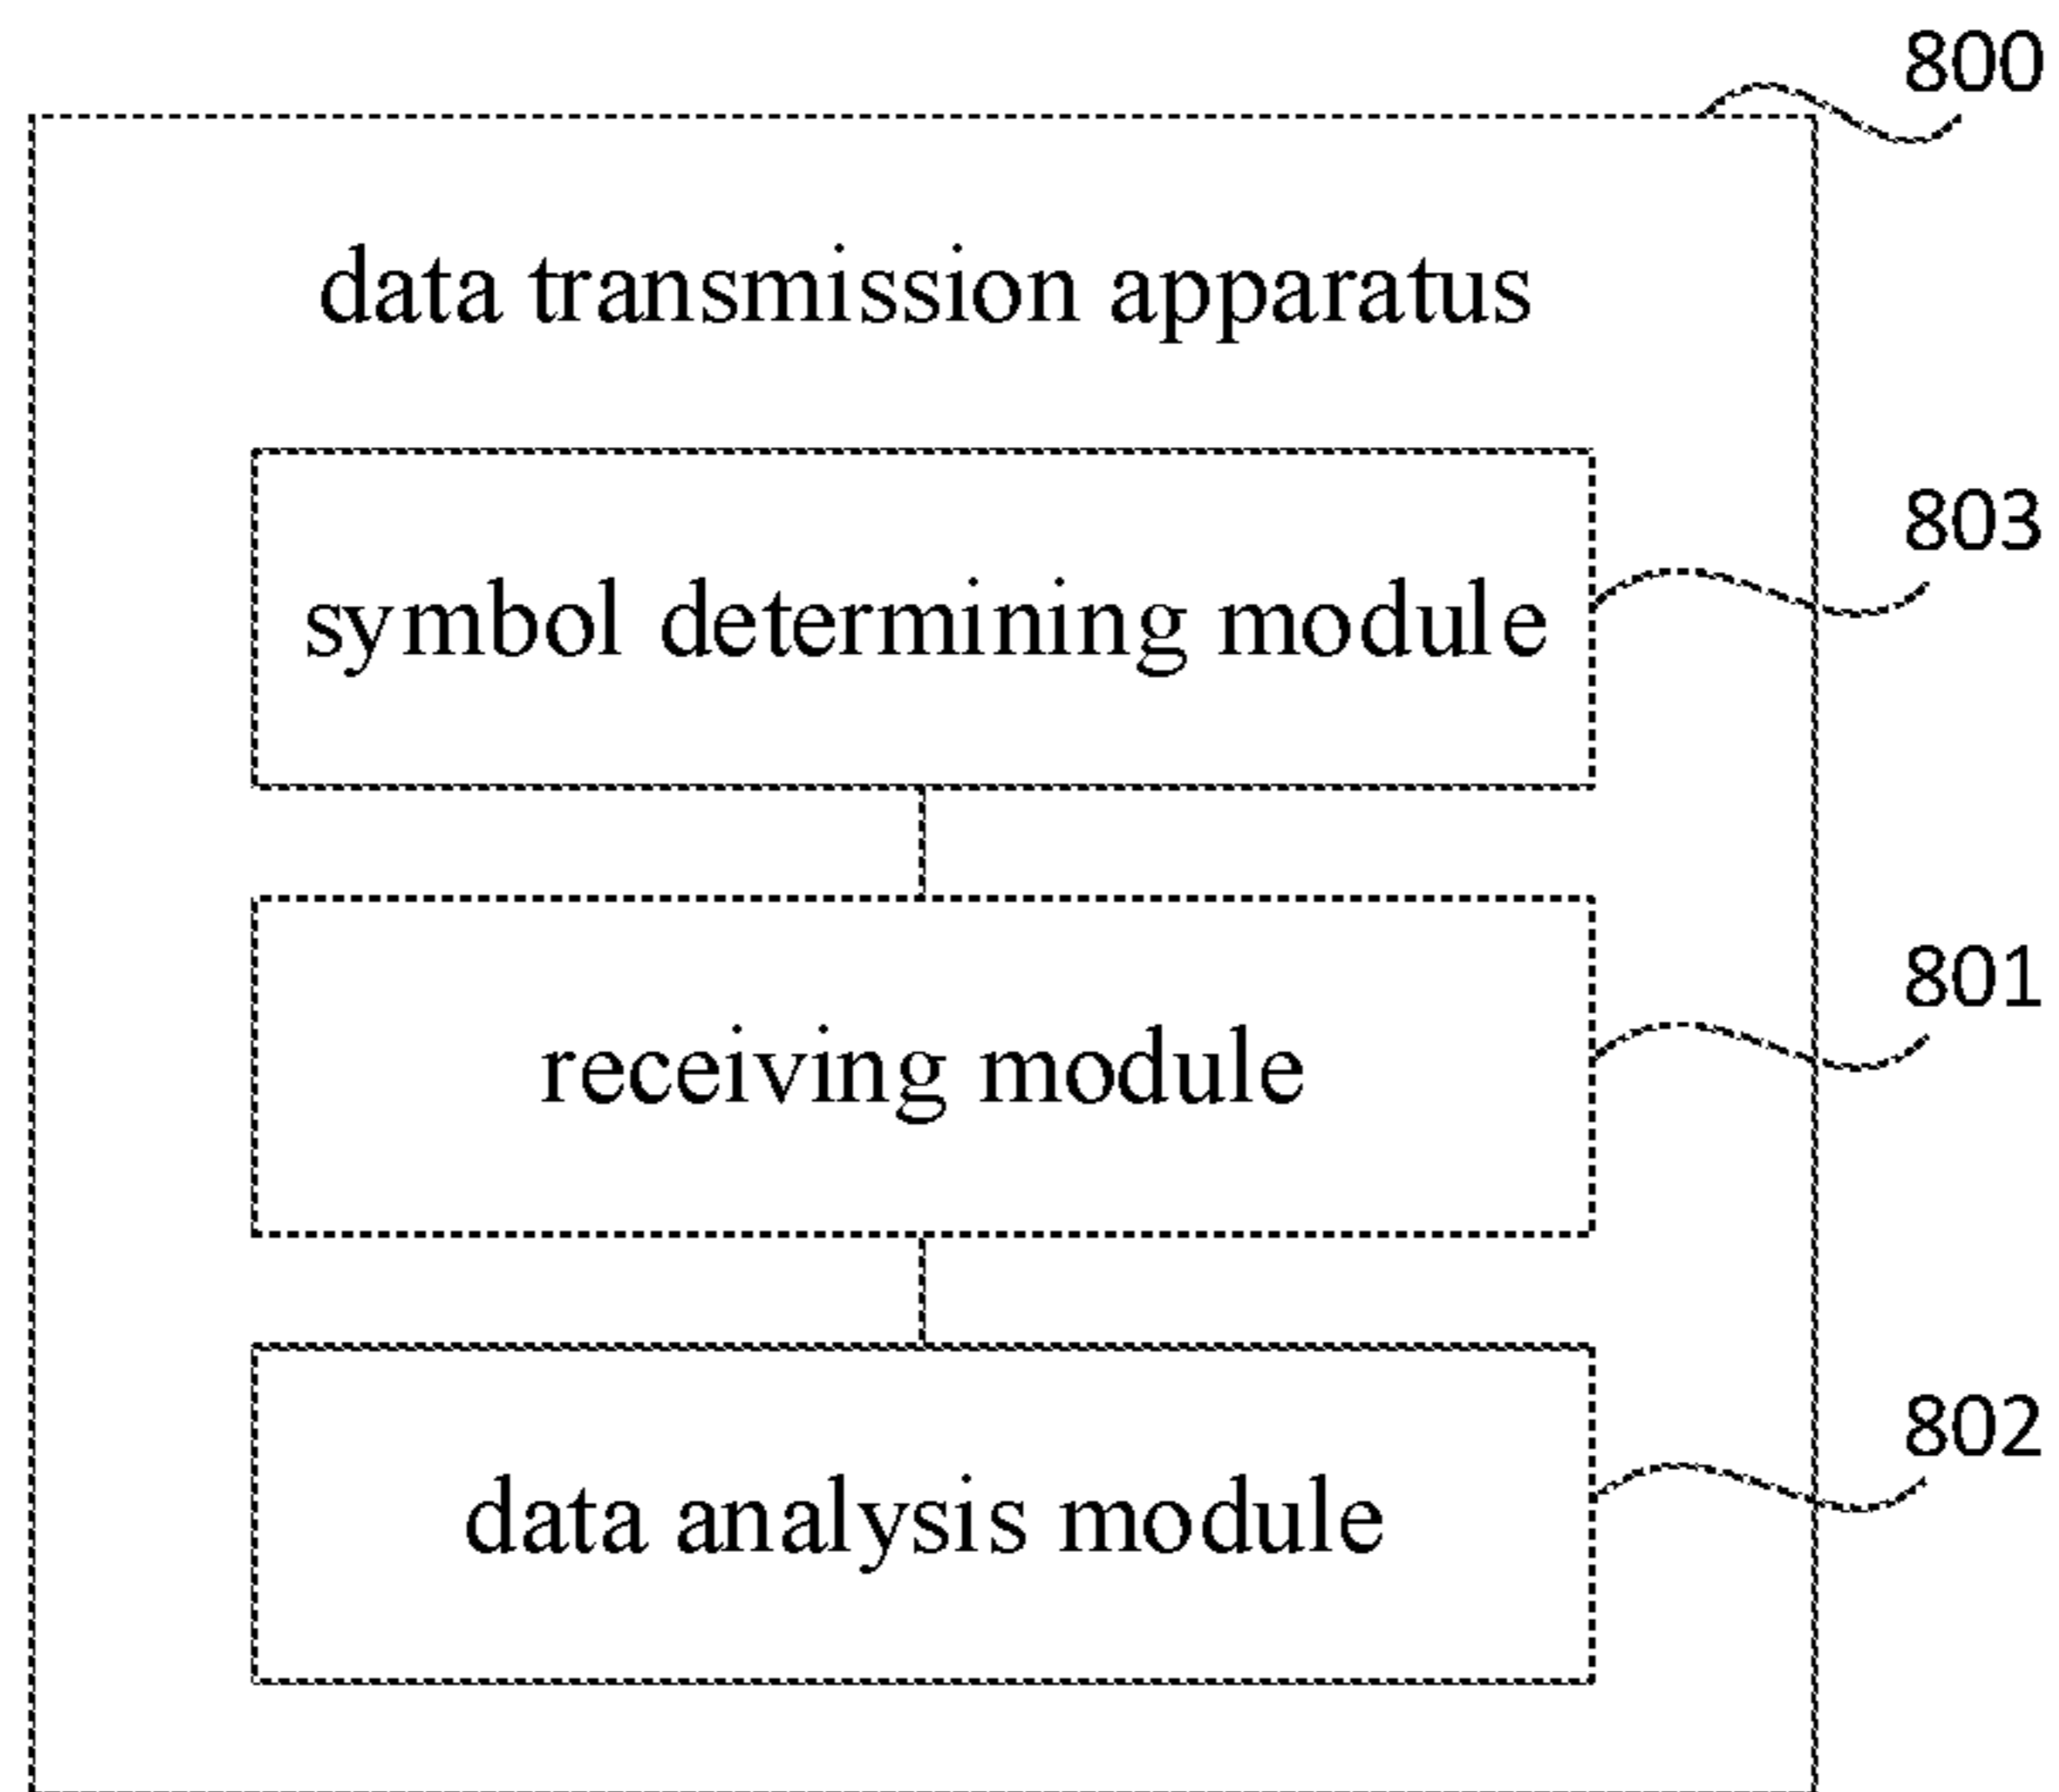 800
data transmission apparatus
803
symbol determining module
801
receiving module
802
data analysis module